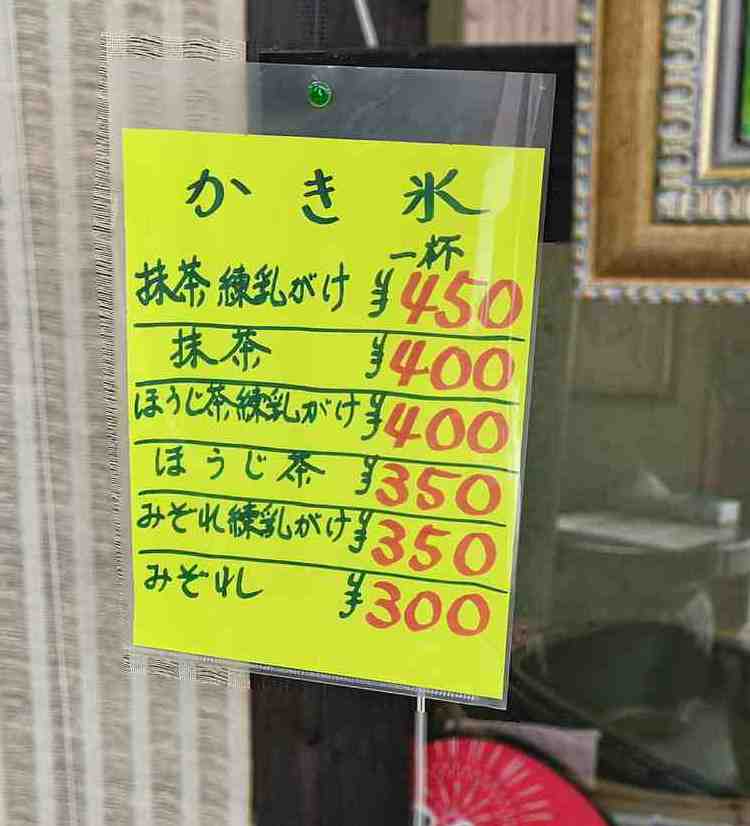 かき氷
一杯
抹茶練乳がけ ¥450
抹茶 ¥400
ほうじ茶練乳がけ ¥400
ほうじ茶 ¥350
みぞれ練乳がけ ¥350
みぞれ ¥300